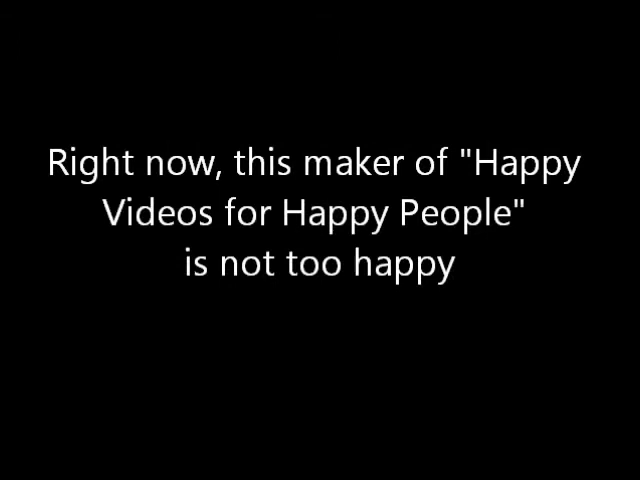 Right now, this maker of "Happy
Videos for Happy People"
is not too happy